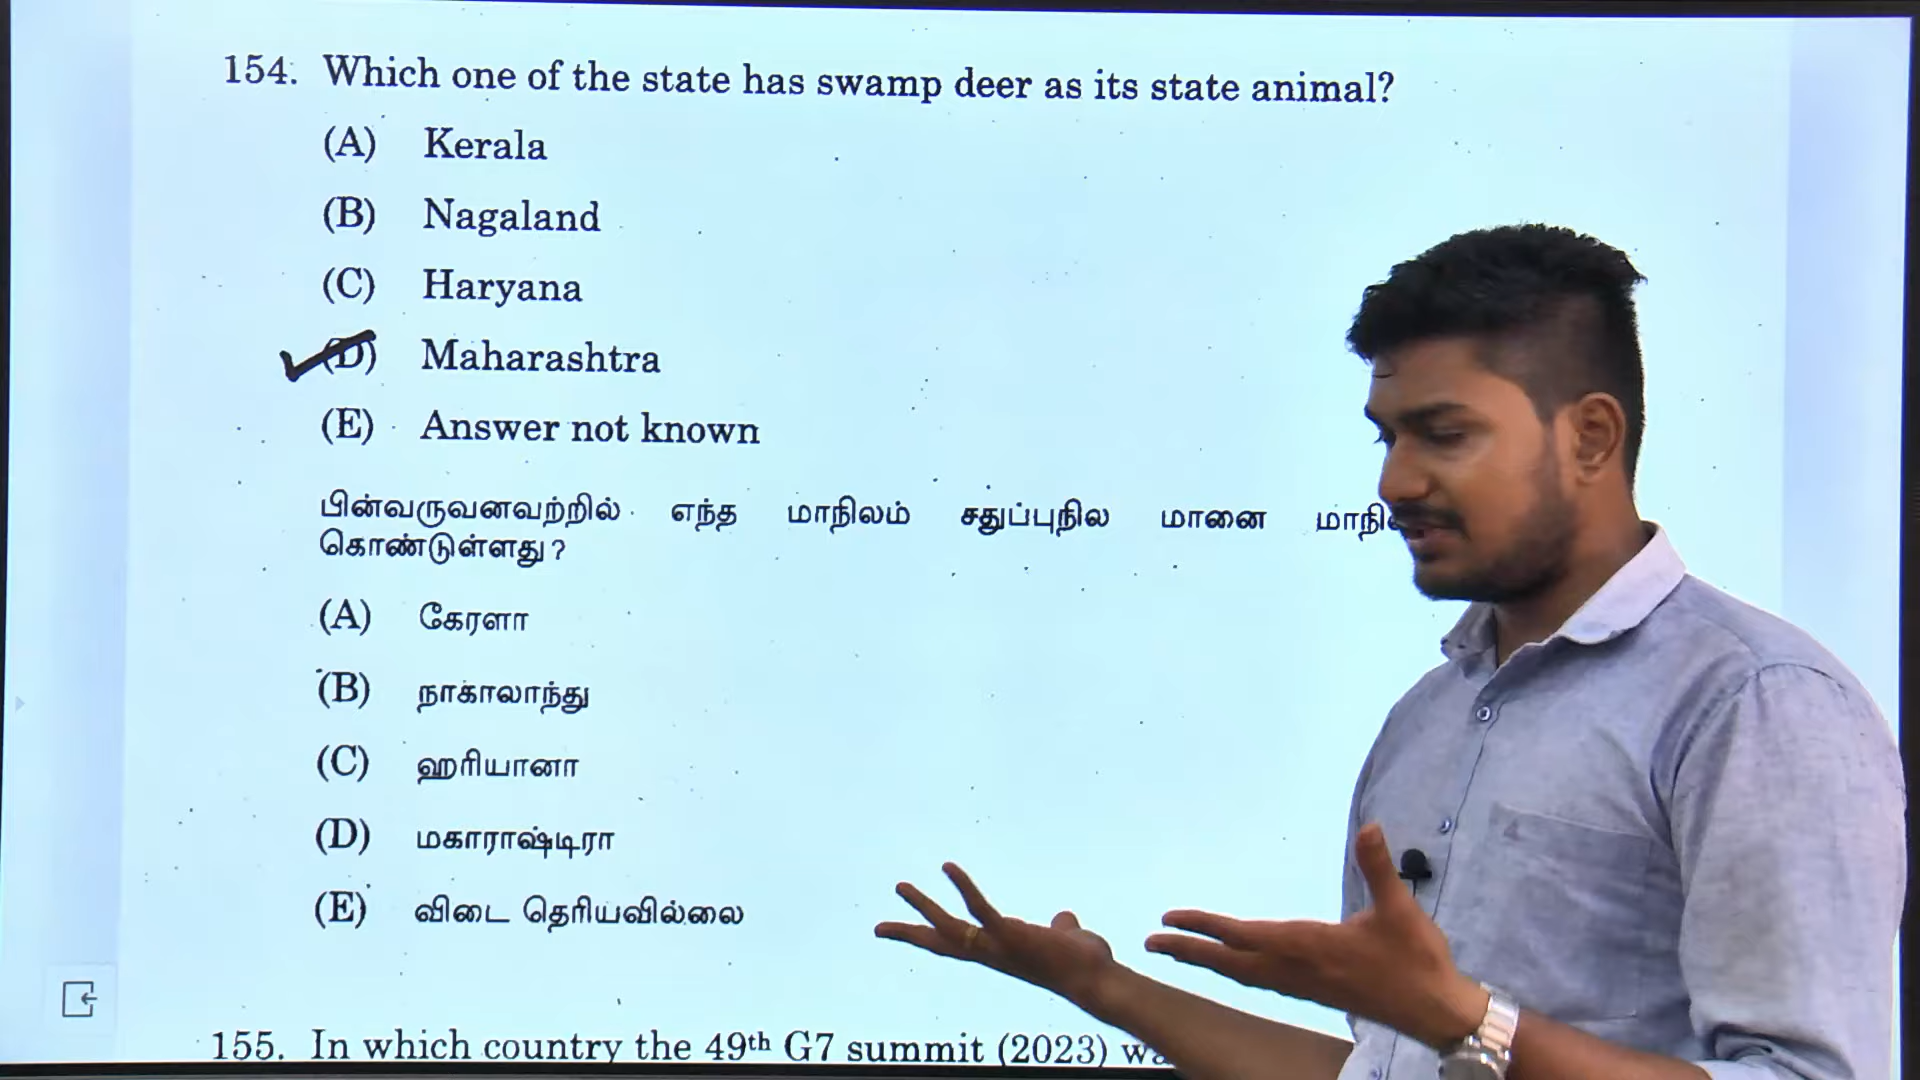 154. Which one of the state has swamp deer as its state animal?
(A) Kerala
(B) Nagaland
(C) Haryana
(D) Maharashtra
(E) Answer not known
பின்வருவனவற்றில் எந்த மாநிலம் சதுப்புநில மானை
கொண்டுள்ளது?
(A) கேரளா
(B) நாகாலாந்து
(C) ஹரியானா
(D) மகாராஷ்டிரா
(E) விடை தெரியவில்லை
155. In which country the 49th G7 summit (2023)